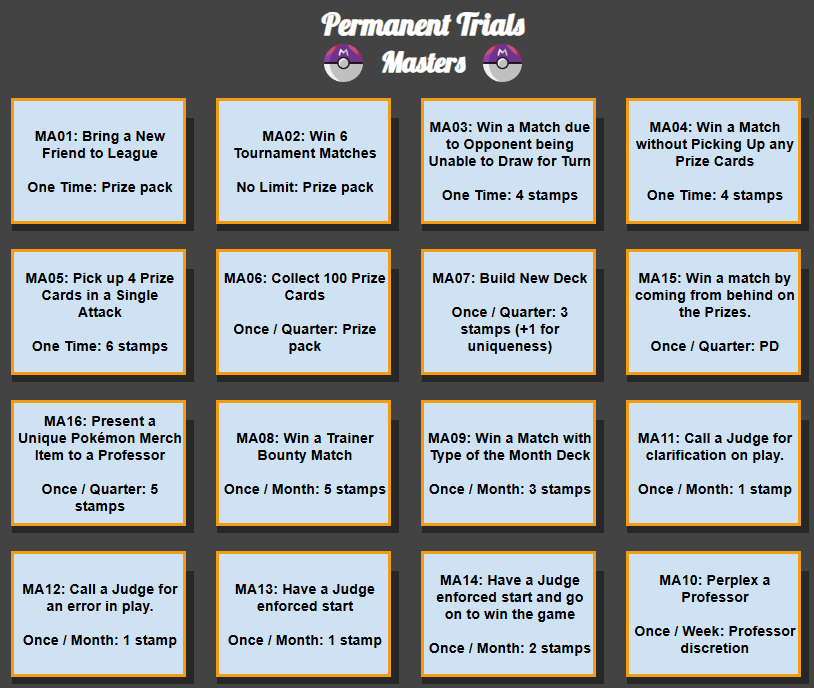 Permanent Trials
Masters
MA01: Bring a New
Friend to League
One Time: Prize pack
MA02: Win 6
Tournament Matches
No Limit: Prize pack
MA03: Win a Match due
to Opponent being
Unable to Draw for Turn
One Time: 4 stamps
MA04: Win a Match
without Picking Up any
Prize Cards
One Time: 4 stamps
MA05: Pick up 4 Prize
Cards in a Single
Attack
One Time: 6 stamps
MA06: Collect 100 Prize
Cards
Once / Quarter: Prize
pack
MA07: Build New Deck
Once / Quarter: 3
stamps (+1 for
uniqueness)
MA15: Win a match by
coming from behind on
the Prizes.
Once / Quarter: PD
MA16: Present a
Unique Pokémon Merch
Item to a Professor
Once / Quarter: 5
stamps
MA08: Win a Trainer
Bounty Match
Once / Month: 5 stamps
MA09: Win a Match with
Type of the Month Deck
Once / Month: 3 stamps
MA11: Call a Judge for
clarification on play.
Once / Month: 1 stamp
MA12: Call a Judge for
an error in play.
Once / Month: 1 stamp
MA13: Have a Judge
enforced start
Once / Month: 1 stamp
MA14: Have a Judge
enforced start and go
on to win the game
Once / Month: 2 stamps
MA10: Perplex a
Professor
Once / Week: Professor
discretion